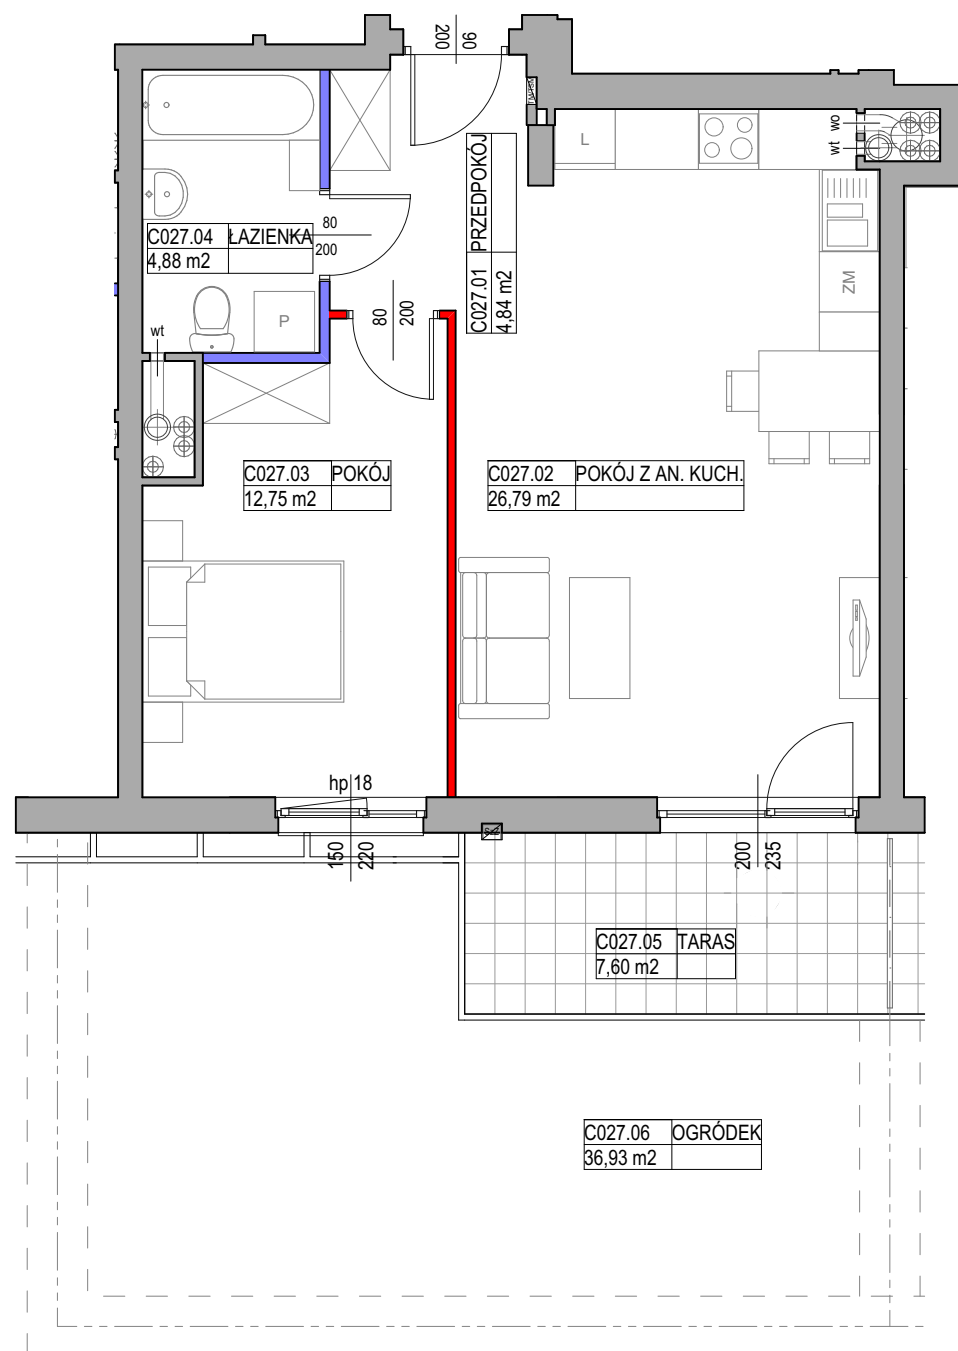 200 90
L
wo
wt
C027.01 PRZEDPOKÓJ
4,84 m2
80
200
C027.04 ŁAZIENKA
4,88 m2
ZM
P
80 200
wt
C027.03 POKÓJ
12,75 m2
C027.02 POKÓJ Z AN. KUCH.
26,79 m2
hp 18
150 220
200 235
C027.05 TARAS
7,60 m2
C027.06 OGRÓDEK
36,93 m2